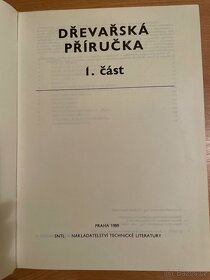 DŘEVAŘSKÁ
PŘÍRUČKA
1. část
PRAHA 1989
SNTL – NAKLADATELSTVÍ TECHNICKÉ LITERATURY